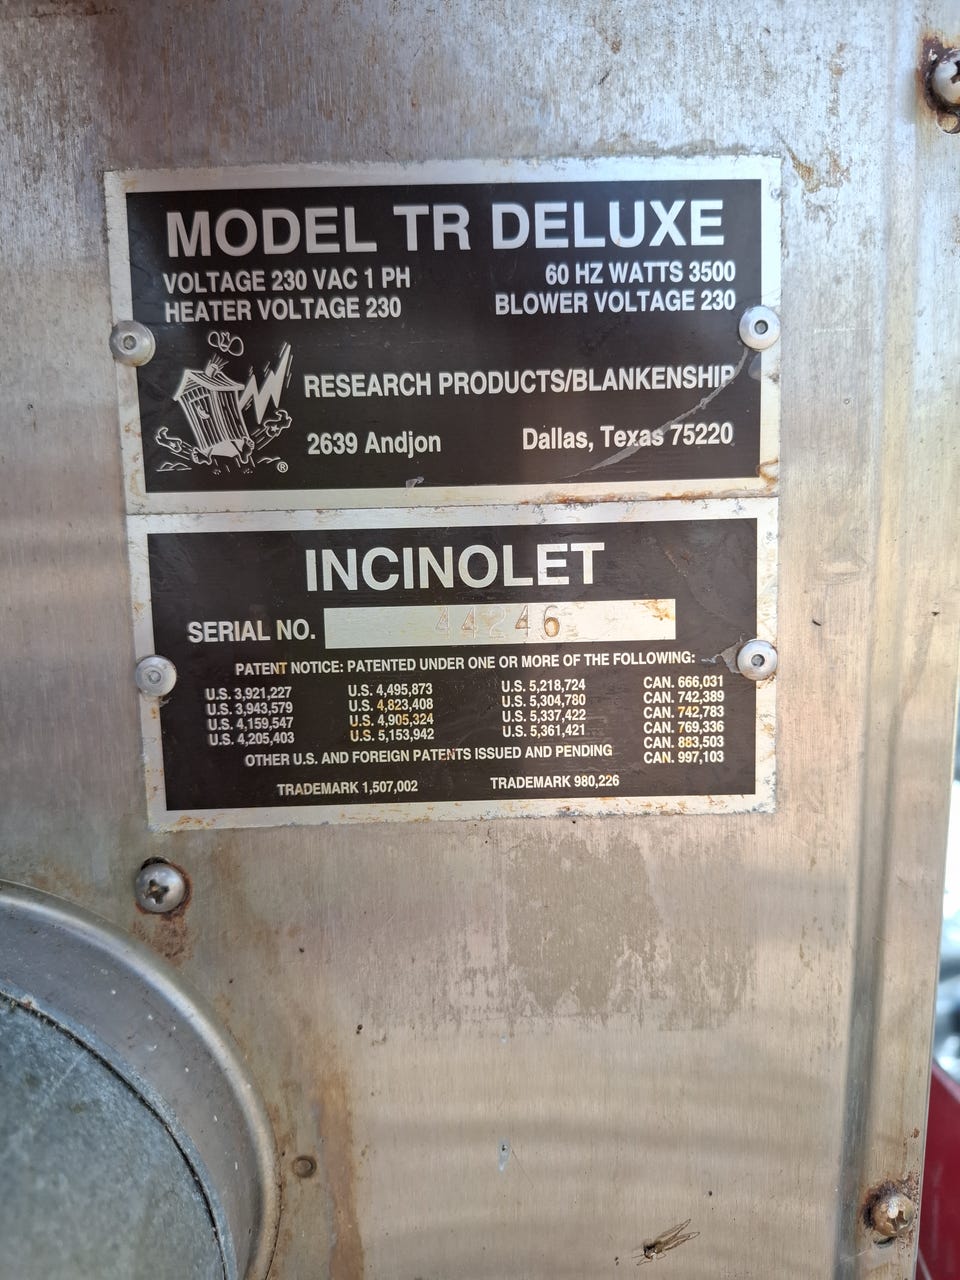 MODEL TR DELUXE
VOLTAGE 230 VAC 1 PH 60 HZ WATTS 3500
HEATER VOLTAGE 230 BLOWER VOLTAGE 230
RESEARCH PRODUCTS/BLANKENSHIP
2639 Andjon Dallas, Texas 75220
®
INCINOLET
SERIAL NO. 44246
PATENT NOTICE: PATENTED UNDER ONE OR MORE OF THE FOLLOWING:
U.S. 3,921,227 U.S. 4,495,873 U.S. 5,218,724 CAN. 666,031
U.S. 3,943,579 U.S. 4,823,408 U.S. 5,304,780 CAN. 742,389
U.S. 4,159,547 U.S. 4,905,324 U.S. 5,337,422 CAN. 742,783
U.S. 4,205,403 U.S. 5,153,942 U.S. 5,361,421 CAN. 769,336
CAN. 883,503
OTHER U.S. AND FOREIGN PATENTS ISSUED AND PENDING CAN. 997,103
TRADEMARK 1,507,002 TRADEMARK 980,226